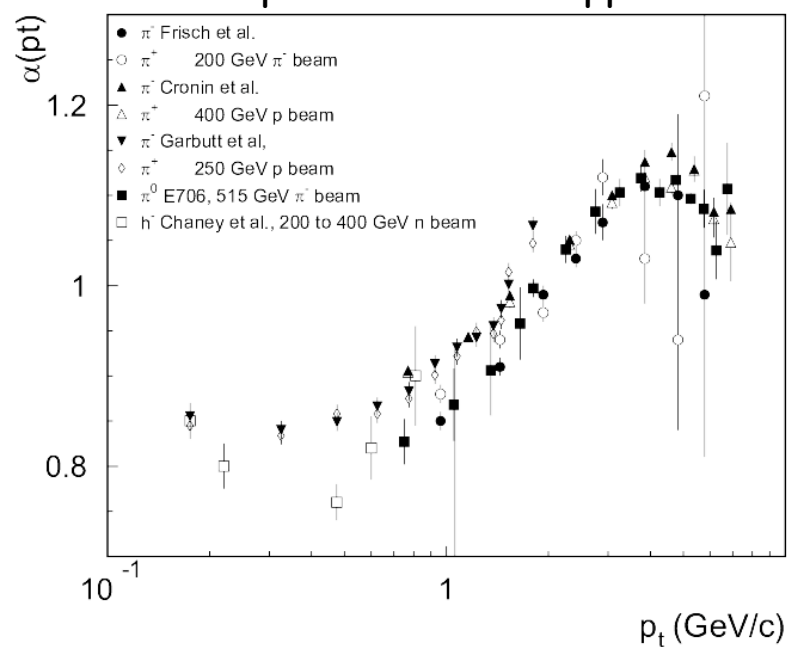 α(pt)
π⁻ Frisch et al.
π⁺ 200 GeV π⁻ beam
π⁻ Cronin et al.
π⁺ 400 GeV p beam
π⁻ Garbutt et al,
π⁺ 250 GeV p beam
π⁰ E706, 515 GeV π⁻ beam
h⁻ Chaney et al., 200 to 400 GeV n beam
1.2
1
0.8
10⁻¹
1
pₜ (GeV/c)